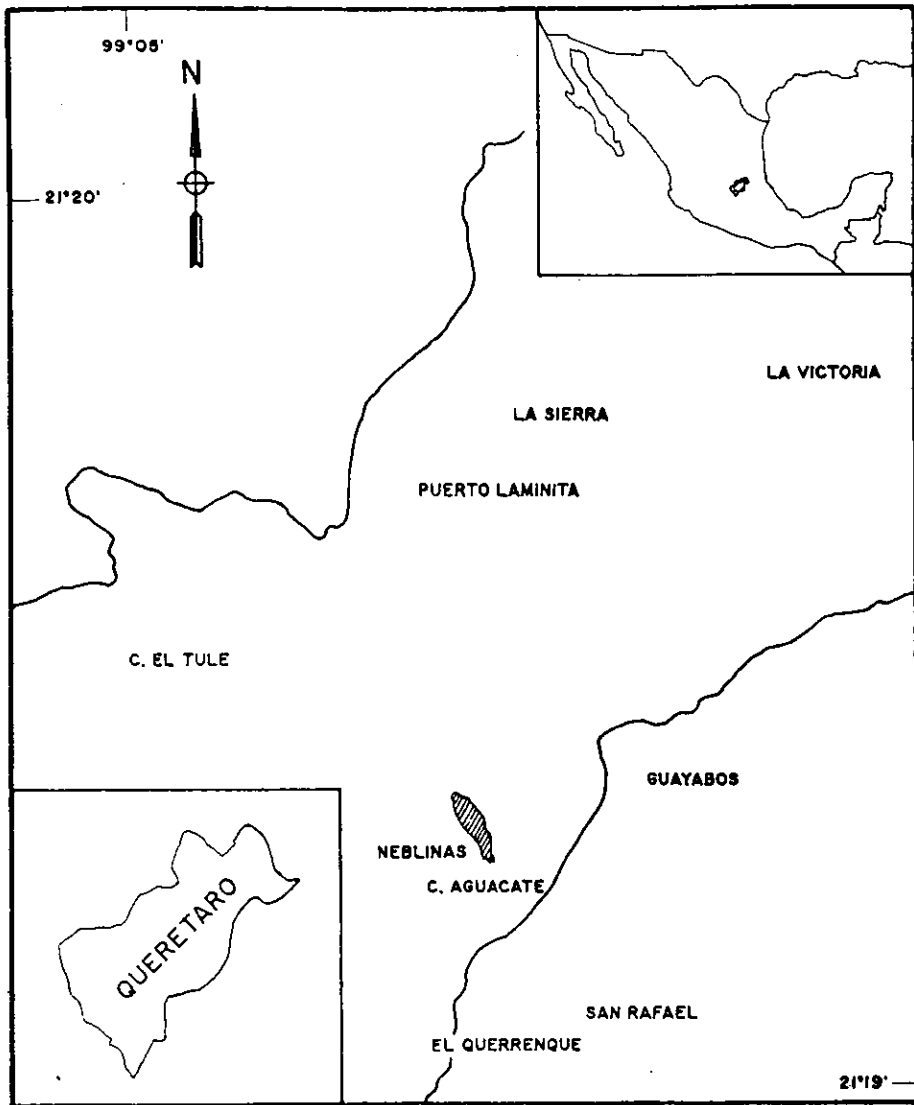 99°05'
N
21°20'
LA VICTORIA
LA SIERRA
PUERTO LAMINITA
C. EL TULE
GUAYABOS
NEBLINAS
C. AGUACATE
QUERETARO
SAN RAFAEL
EL QUERRENQUE
21°19'